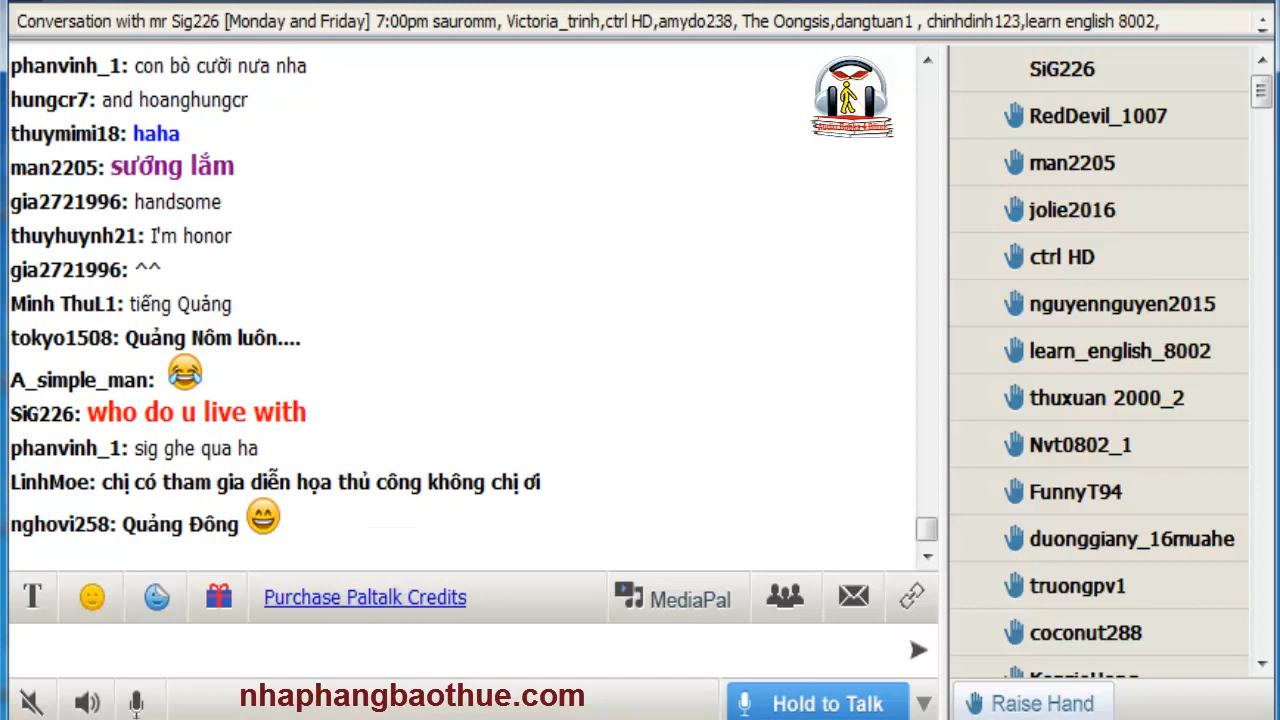 Conversation with mr Sig226 [Monday and Friday] 7:00pm sauromm, Victoria_trinh,ctrl HD,amydo238, The Oongsis,dangtuan1 , chinhdinh123,learn english 8002,
phanvinh_1: con bò cười nưa nha
hungcr7: and hoanghungcr
thuymimi18: haha
man2205: sướng lắm
gia2721996: handsome
thuyhuynh21: I'm honor
gia2721996: ^^
Minh ThuL1: tiếng Quảng
tokyo1508: Quảng Nôm luôn....
A_simple_man: 😂
SiG226: who do u live with
phanvinh_1: sig ghe qua ha
LinhMoe: chị có tham gia diễn họa thủ công không chị ơi
nghovi258: Quảng Đông 😄
Audio Books 4 Blinds
SiG226
RedDevil_1007
man2205
jolie2016
ctrl HD
nguyennguyen2015
learn_english_8002
thuxuan 2000_2
Nvt0802_1
FunnyT94
duonggiany_16muahe
truongpv1
coconut288
T
Purchase Paltalk Credits
MediaPal
nhaphangbaothue.com
Hold to Talk
Raise Hand